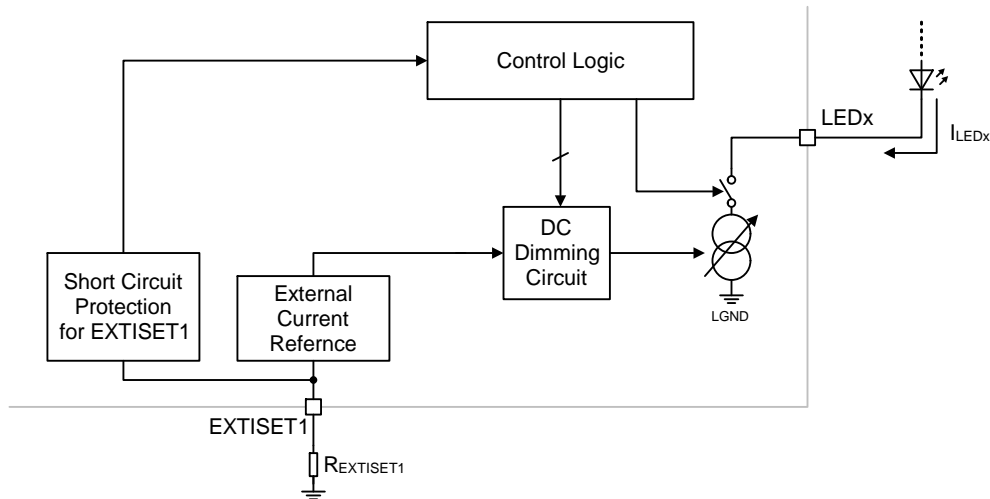 Control Logic
LEDx
ILEDx
DC
Dimming
Circuit
Short Circuit
Protection
for EXTISET1
External
Current
Refernce
LGND
EXTISET1
REXTISET1